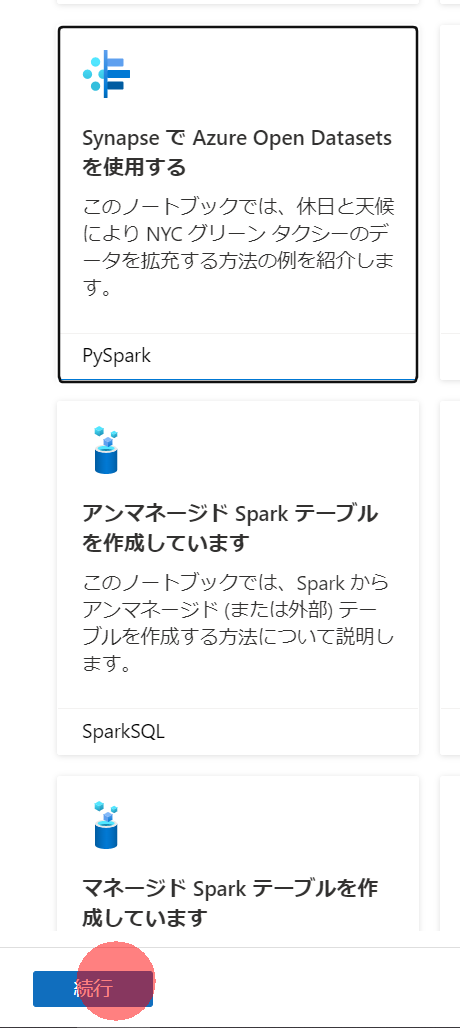 Synapse で Azure Open Datasets
を使用する
このノートブックでは、休日と天候
により NYC グリーン タクシーのデ
ータを拡充する方法の例を紹介しま
す。
PySpark
アンマネージド Spark テーブル
を作成しています
このノートブックでは、Spark から
アンマネージド (または外部) テー
ブルを作成する方法について説明し
ます。
SparkSQL
マネージド Spark テーブルを作
成しています
続行